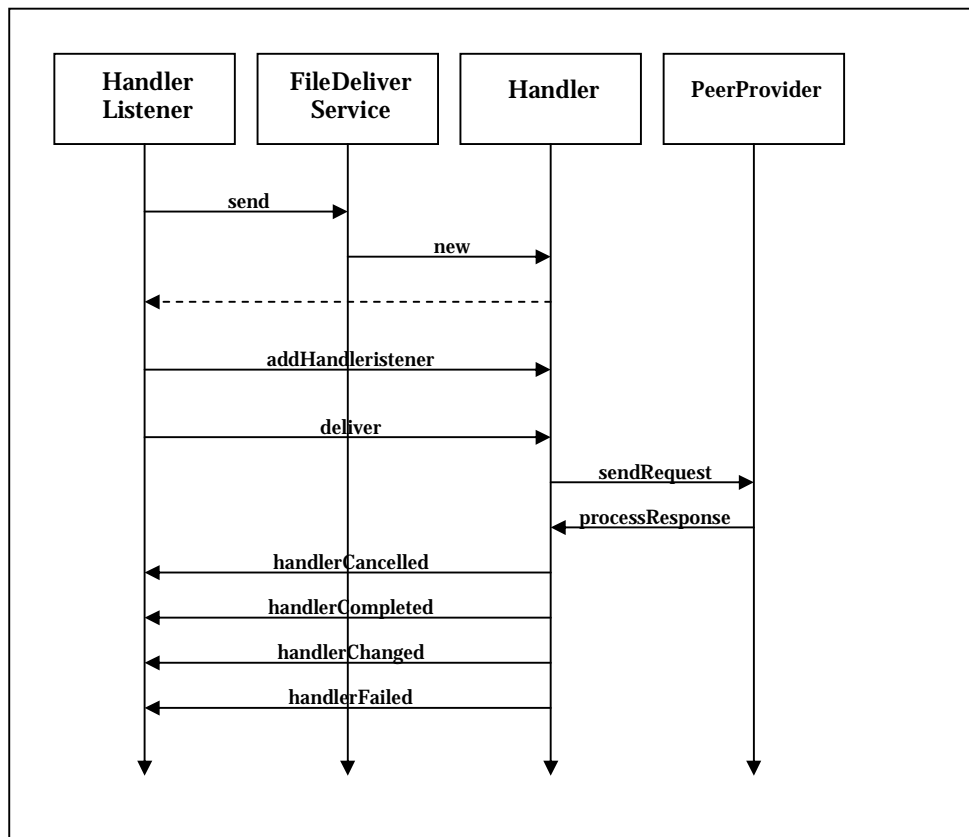 Handler
Listener
FileDeliver
Service
Handler
PeerProvider
send
new
addHandleristener
deliver
sendRequest
processResponse
handlerCancelled
handlerCompleted
handlerChanged
handlerFailed